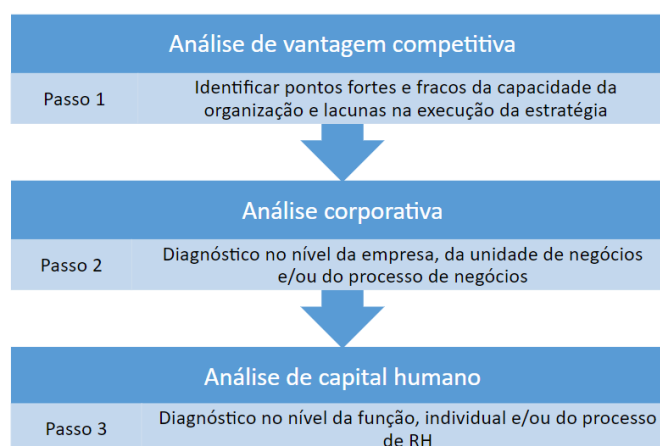 Análise de vantagem competitiva
Passo 1
Identificar pontos fortes e fracos da capacidade da
organização e lacunas na execução da estratégia
Análise corporativa
Passo 2
Diagnóstico no nível da empresa, da unidade de negócios
e/ou do processo de negócios
Análise de capital humano
Passo 3
Diagnóstico no nível da função, individual e/ou do processo
de RH